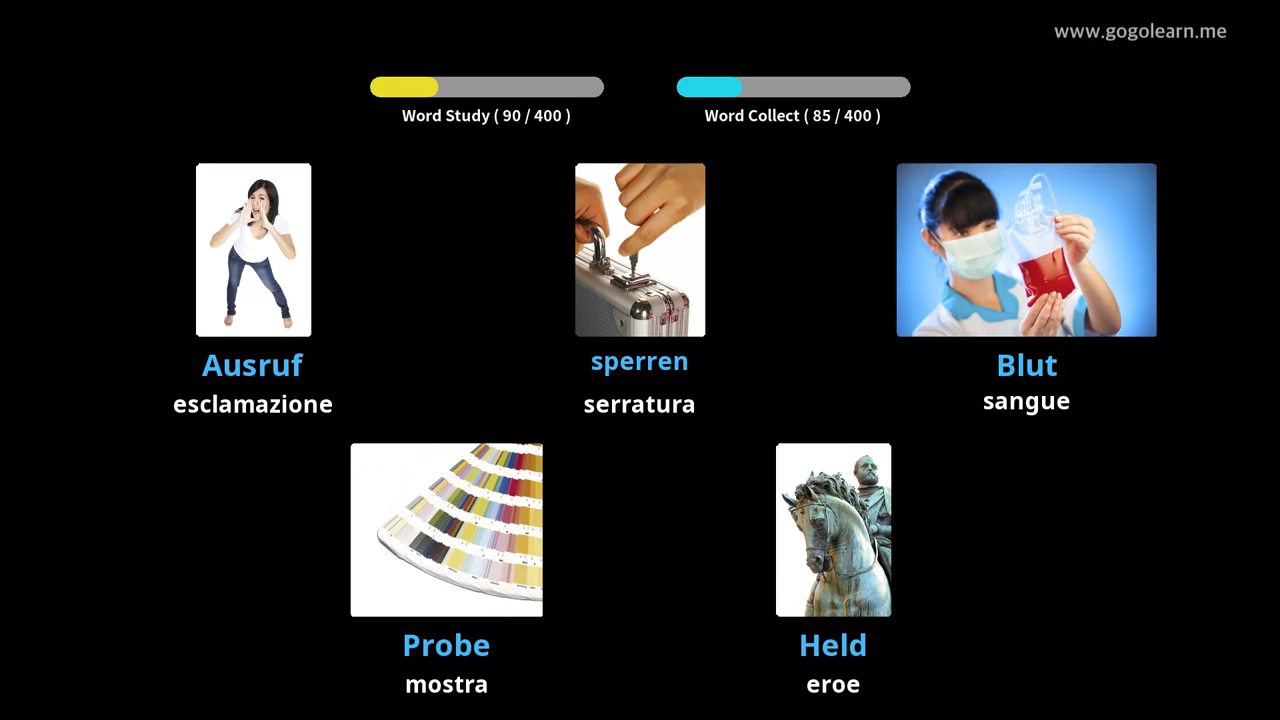 www.gogolearn.me
Word Study ( 90 / 400 )
Word Collect ( 85 / 400 )
Ausruf
esclamazione
sperren
serratura
Blut
sangue
Probe
mostra
Held
eroe